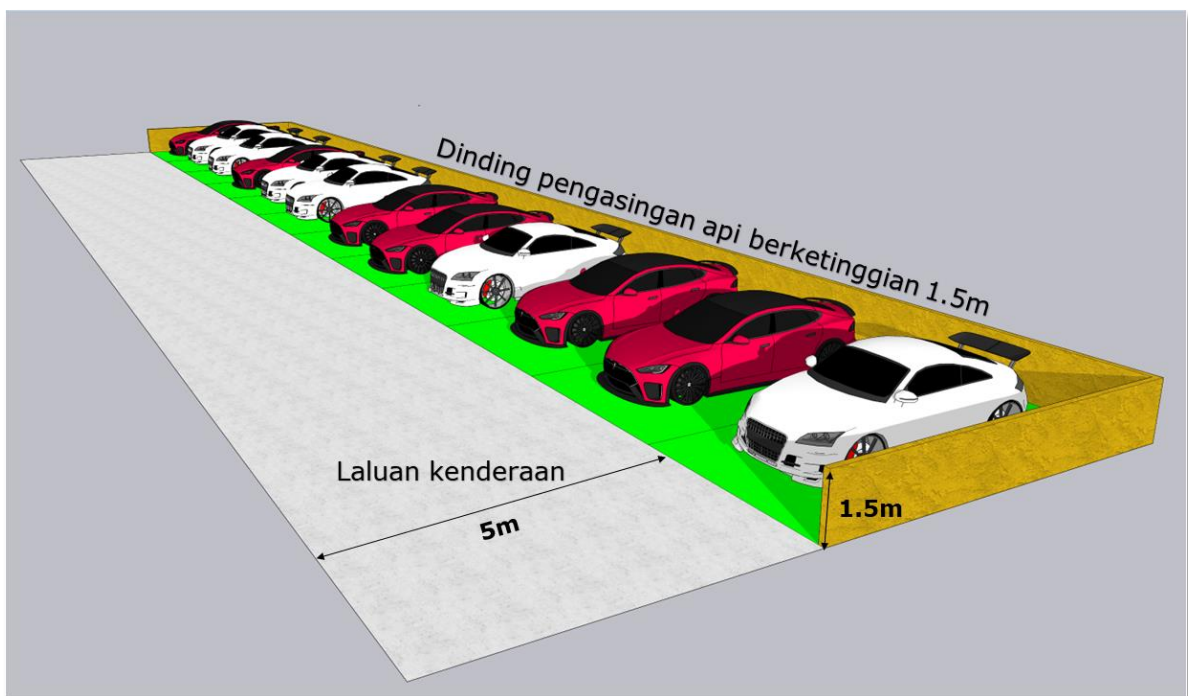 Dinding pengasingan api berketinggian 1.5m
Laluan kenderaan
5m
1.5m